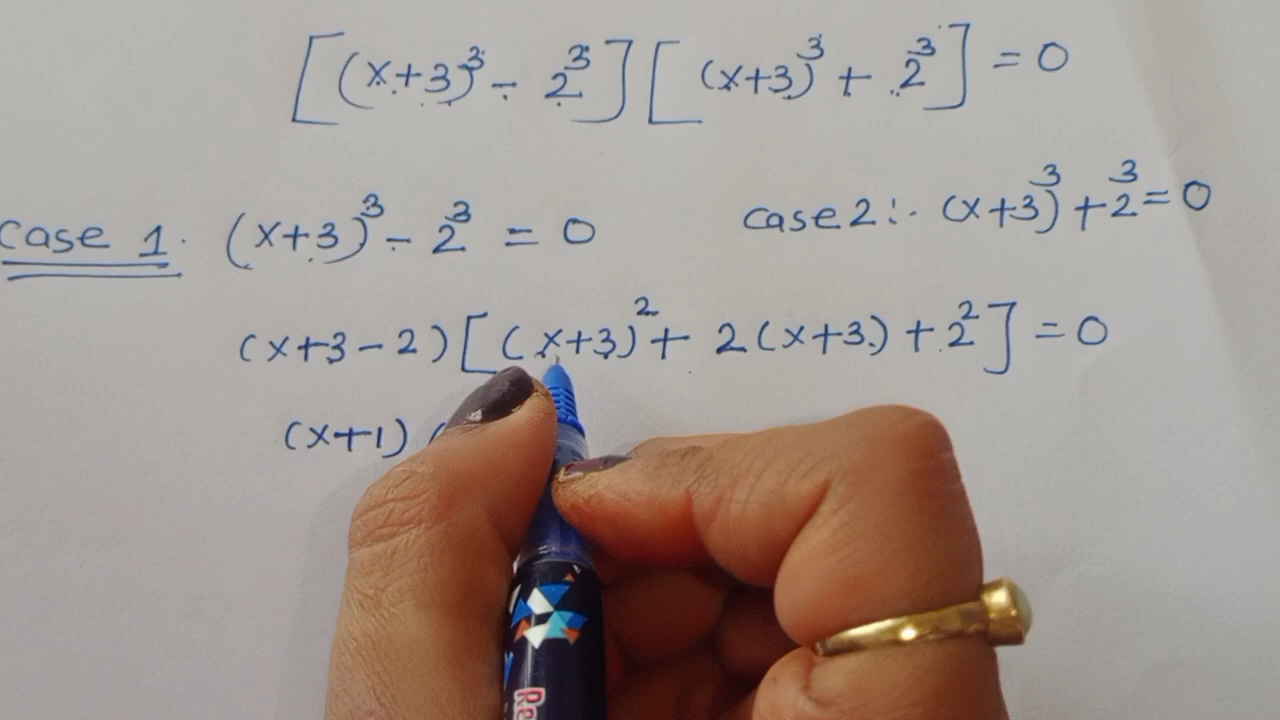 [(x+3)³ - 2³] [(x+3)³ + 2³] = 0
Case 1. (x+3)³ - 2³ = 0
Case 2:. (x+3)³ + 2³ = 0
(x+3-2) [(x+3)² + 2(x+3) + 2²] = 0
(x+1) (
Re